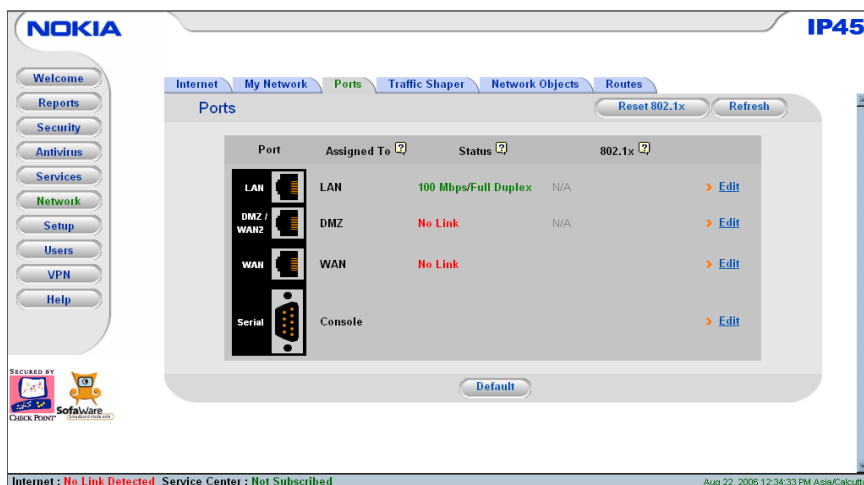 NOKIA
IP45
Welcome
Reports
Security
Antivirus
Services
Network
Setup
Users
VPN
Help
Internet My Network Ports Traffic Shaper Network Objects Routes
Ports Reset 802.1x Refresh
Port Assigned To ? Status ? 802.1x ?
LAN LAN 100 Mbps/Full Duplex N/A Edit
DMZ / WAN2 DMZ No Link N/A Edit
WAN WAN No Link Edit
Serial Console Edit
Default
SECURED BY
CHECK POINT
SofaWare
Internet : No Link Detected Service Center : Not Subscribed Aug 22, 2006 12:34:33 PM Asia/Calcutt